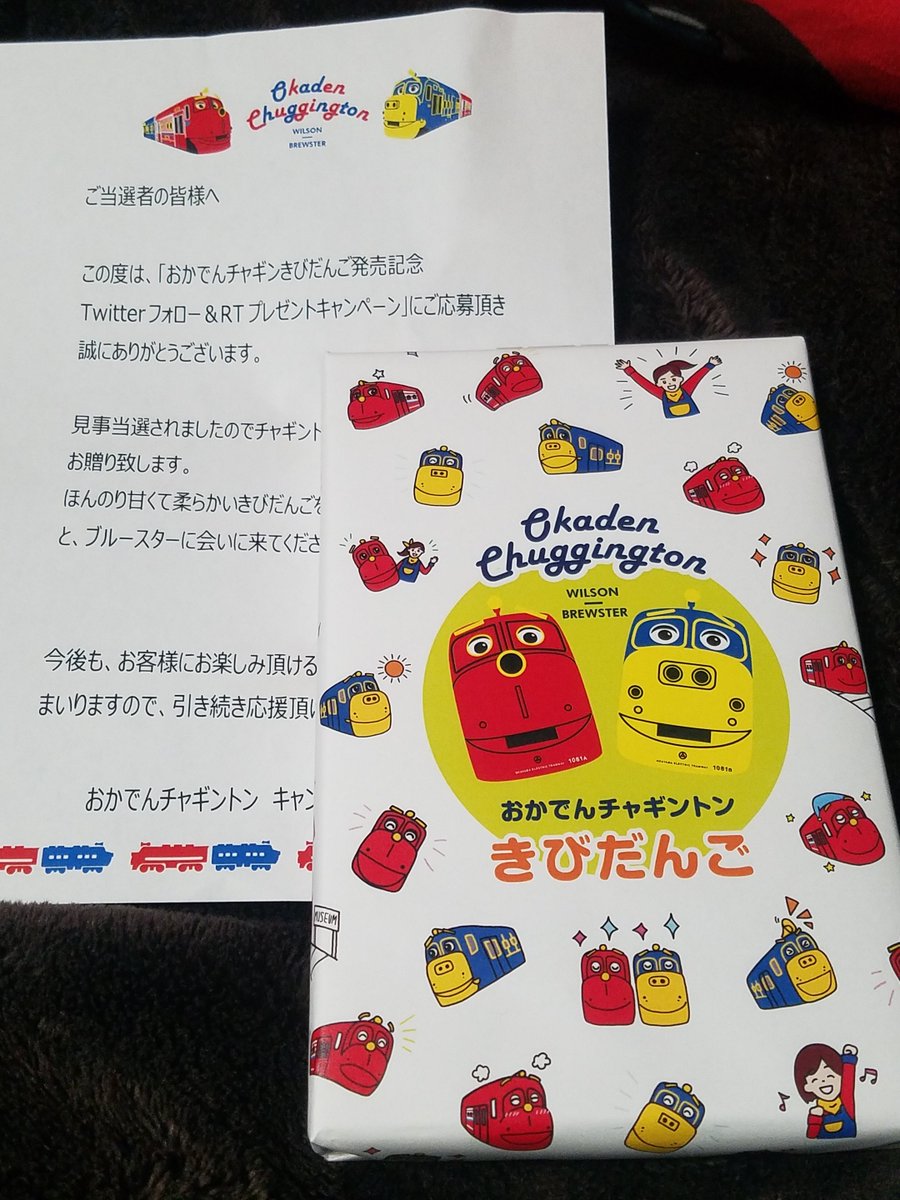 Okaden
Chuggington
WILSON
BREWSTER
ご当選者の皆様へ
この度は、「おかでんチャギンきびだんご発売記念
Twitterフォロー＆RTプレゼントキャンペーン」にご応募頂き
誠にありがとうございます。
見事当選されましたのでチャギント
お贈り致します。
ほんのり甘くて柔らかいきびだんごを
と、ブルースターに会いに来てくださ
今後も、お客様にお楽しみ頂ける
まいりますので、引き続き応援頂け
おかでんチャギントン キャン
Okaden
Chuggington
WILSON
BREWSTER
OKAYAMA ELECTRIC TRAMWAY 1081A
OKAYAMA ELECTRIC TRAMWAY 1081B
おかでんチャギントン
きびだんご
MUSEUM